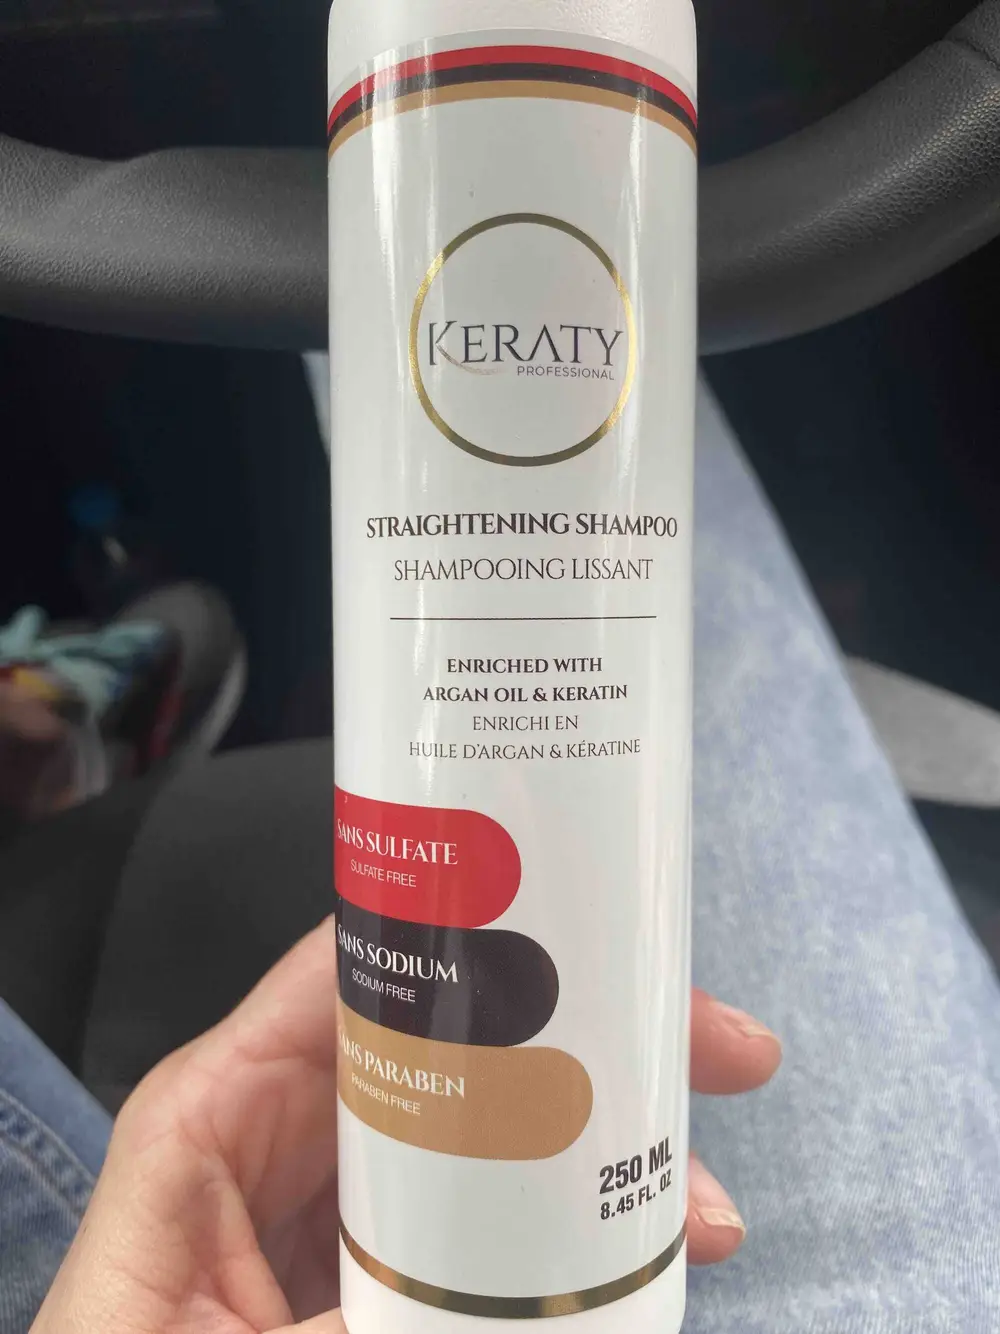 KERATY
PROFESSIONAL
STRAIGHTENING SHAMPOO
SHAMPOOING LISSANT
ENRICHED WITH
ARGAN OIL & KERATIN
ENRICHI EN
HUILE D'ARGAN & KÉRATINE
SANS SULFATE
SULFATE FREE
SANS SODIUM
SODIUM FREE
SANS PARABEN
PARABEN FREE
250 ML
8.45 FL. OZ